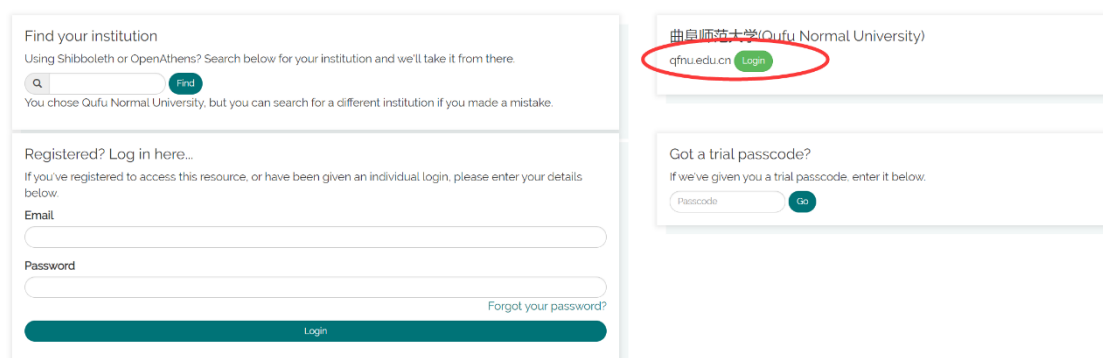 Find your institution
Using Shibboleth or OpenAthens? Search below for your institution and we'll take it from there.
Find
You chose Qufu Normal University, but you can search for a different institution if you made a mistake.
曲阜师范大学(Qufu Normal University)
qfnu.edu.cn Login
Registered? Log in here...
If you've registered to access this resource, or have been given an individual login, please enter your details
below.
Email
Password
Forgot your password?
Login
Got a trial passcode?
If we've given you a trial passcode, enter it below.
Passcode Go